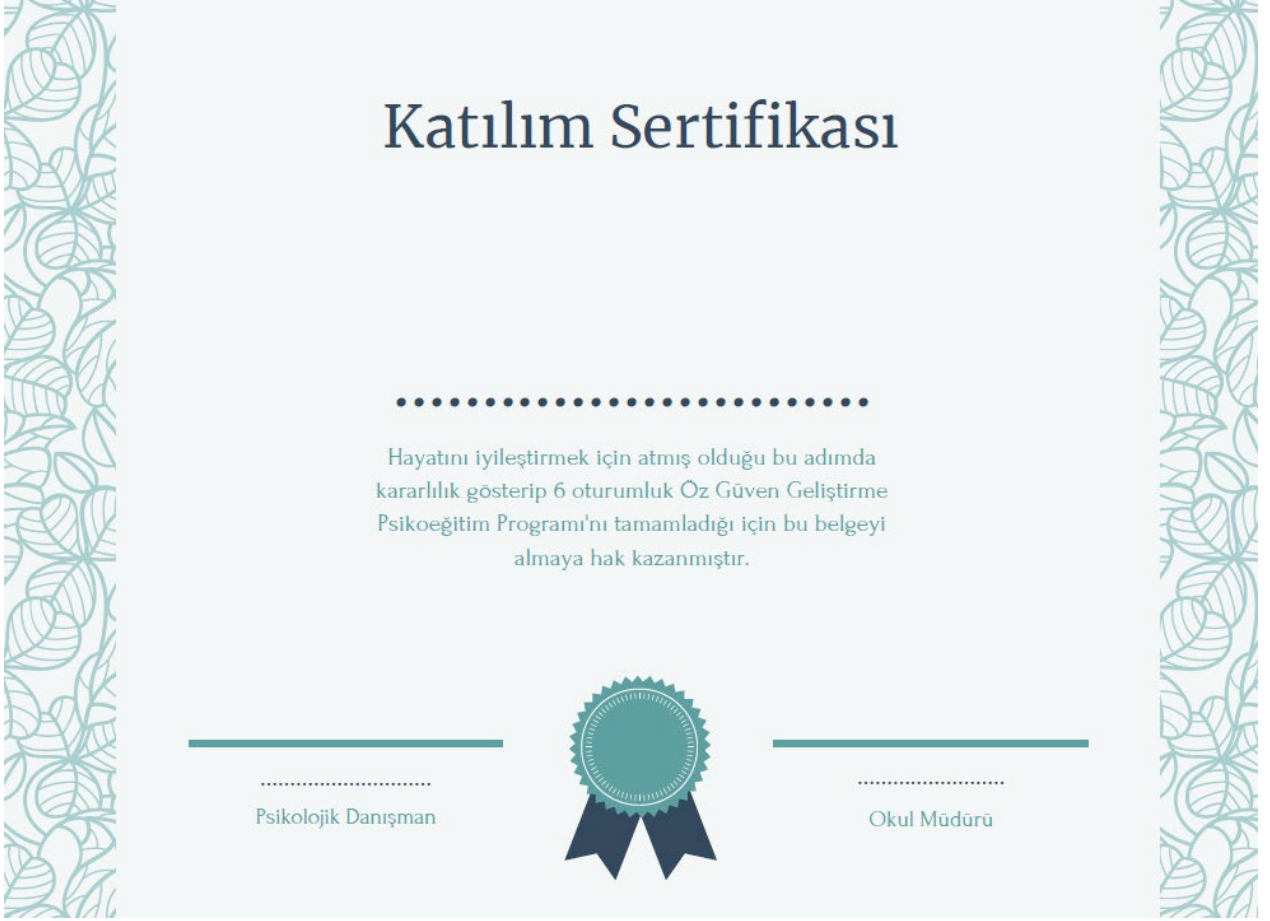 Katılım Sertifikası
...........................
Hayatını iyileştirmek için atmış olduğu bu adımda
kararlılık gösterip 6 oturumluk Öz Güven Geliştirme
Psikoeğitim Programı'nı tamamladığı için bu belgeyi
almaya hak kazanmıştır.
............................. .........................
Psikolojik Danışman Okul Müdürü